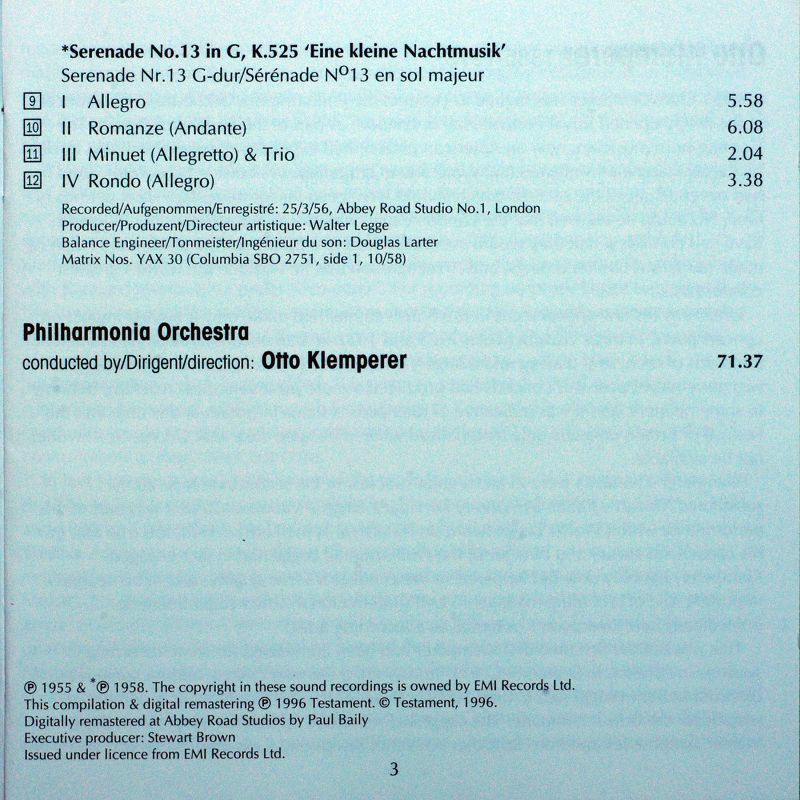 *Serenade No.13 in G, K.525 ‘Eine kleine Nachtmusik’
Serenade Nr.13 G-dur/Sérénade Nº13 en sol majeur
9 I Allegro 5.58
10 II Romanze (Andante) 6.08
11 III Minuet (Allegretto) & Trio 2.04
12 IV Rondo (Allegro) 3.38
Recorded/Aufgenommen/Enregistré: 25/3/56, Abbey Road Studio No.1, London
Producer/Produzent/Directeur artistique: Walter Legge
Balance Engineer/Tonmeister/Ingénieur du son: Douglas Larter
Matrix Nos. YAX 30 (Columbia SBO 2751, side 1, 10/58)
Philharmonia Orchestra
conducted by/Dirigent/direction: Otto Klemperer 71.37
℗ 1955 & *℗ 1958. The copyright in these sound recordings is owned by EMI Records Ltd.
This compilation & digital remastering ℗ 1996 Testament. © Testament, 1996.
Digitally remastered at Abbey Road Studios by Paul Baily
Executive producer: Stewart Brown
Issued under licence from EMI Records Ltd.
3